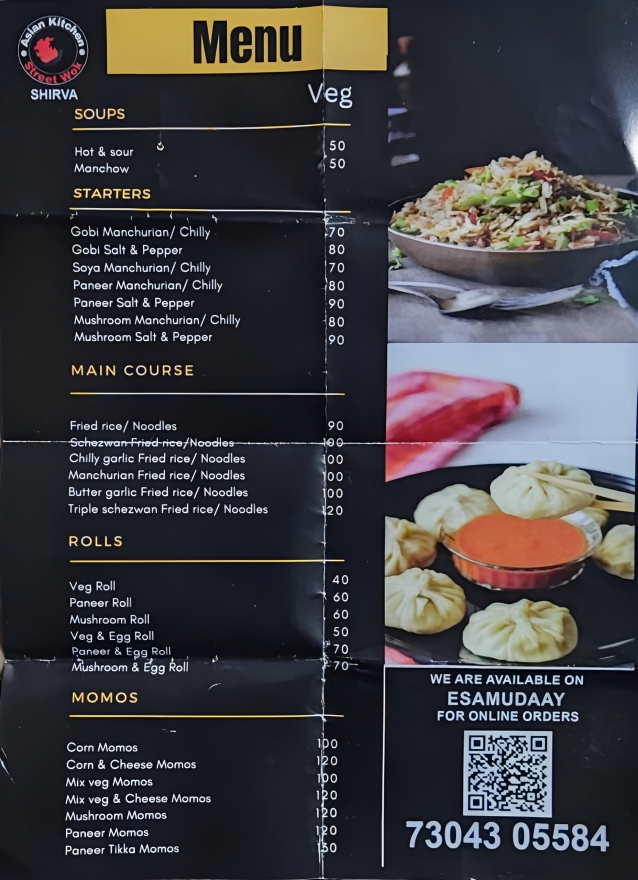 Asian Kitchen
Street Wok
SHIRVA
Menu
Veg
SOUPS
Hot & sour 50
Manchow 50
STARTERS
Gobi Manchurian/ Chilly 70
Gobi Salt & Pepper 80
Soya Manchurian/ Chilly 70
Paneer Manchurian/ Chilly 80
Paneer Salt & Pepper 90
Mushroom Manchurian/ Chilly 80
Mushroom Salt & Pepper 90
MAIN COURSE
Fried rice/ Noodles 90
Schezwan Fried rice/Noodles 100
Chilly garlic Fried rice/ Noodles 100
Manchurian Fried rice/ Noodles 100
Butter garlic Fried rice/ Noodles 100
Triple schezwan Fried rice/ Noodles 120
ROLLS
Veg Roll 40
Paneer Roll 60
Mushroom Roll 60
Veg & Egg Roll 50
Paneer & Egg Roll 70
Mushroom & Egg Roll 70
MOMOS
Corn Momos 100
Corn & Cheese Momos 120
Mix veg Momos 100
Mix veg & Cheese Momos 120
Mushroom Momos 120
Paneer Momos 120
Paneer Tikka Momos 130
WE ARE AVAILABLE ON
ESAMUDAAY
FOR ONLINE ORDERS
73043 05584